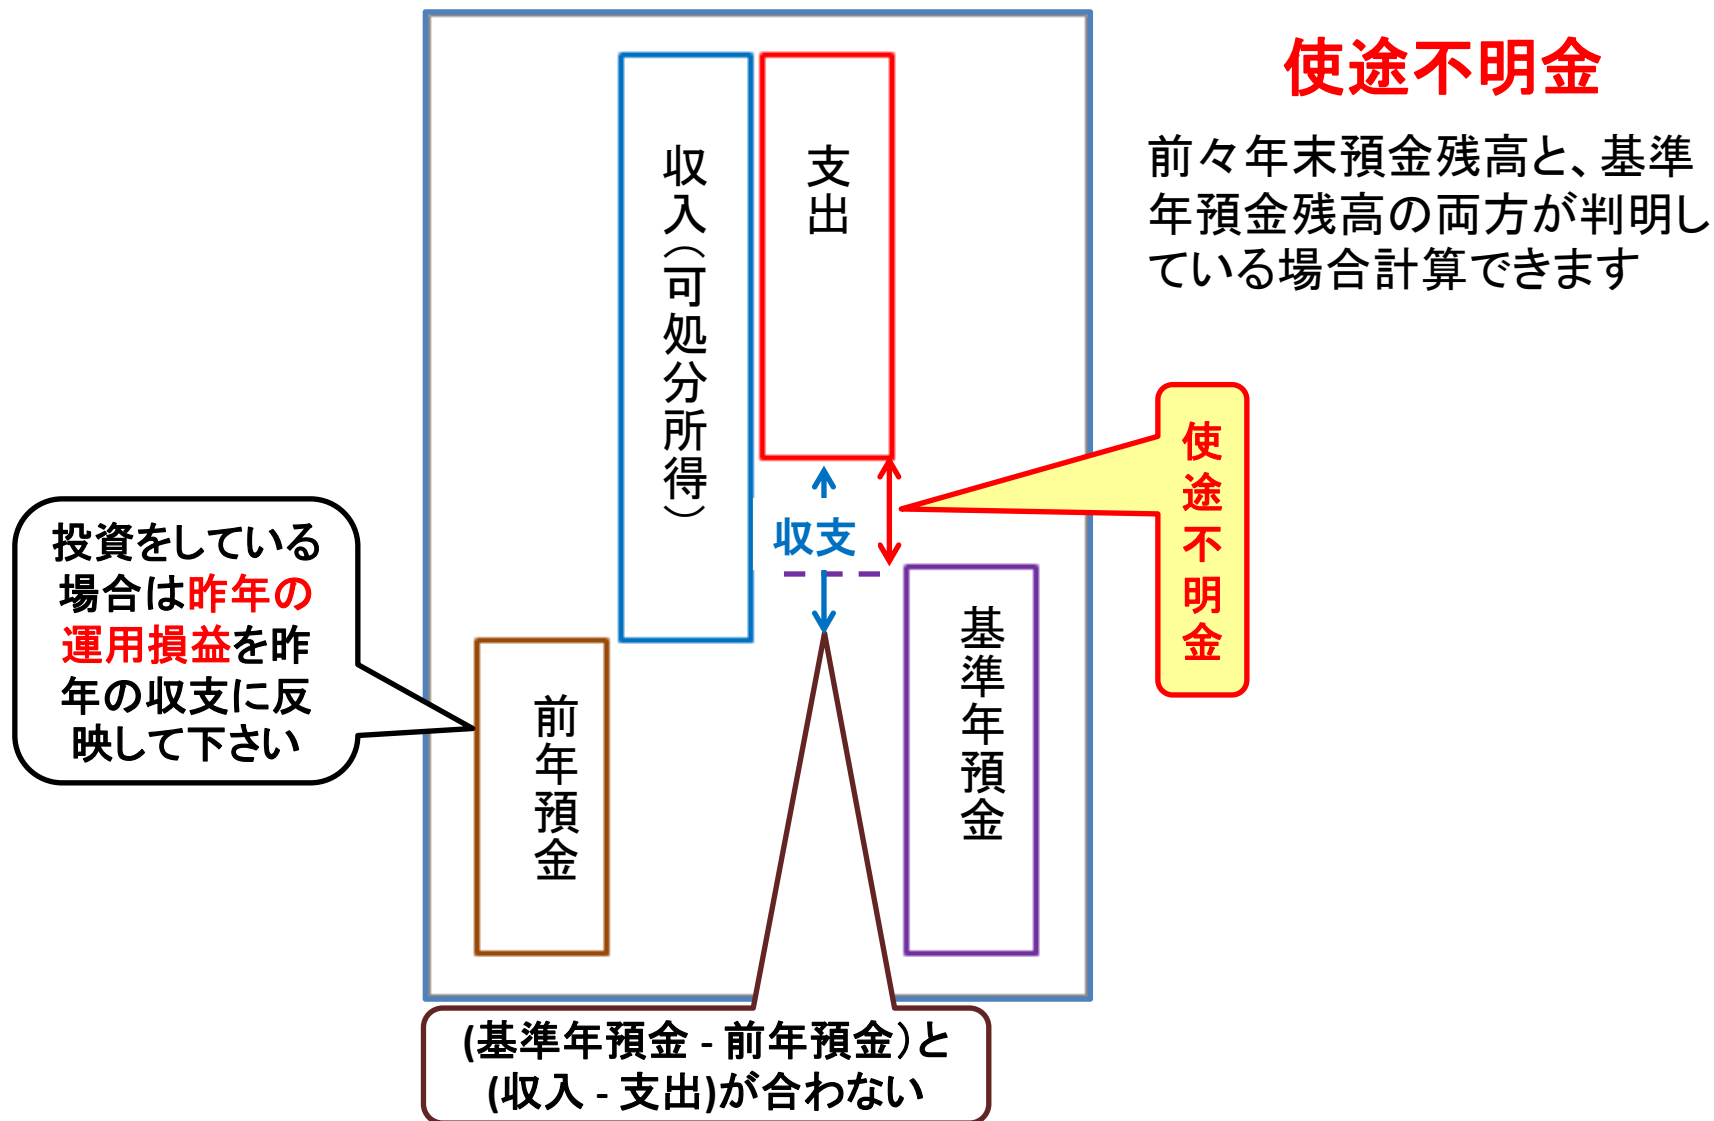 使途不明金
前々年末預金残高と、基準
年預金残高の両方が判明し
ている場合計算できます
収入（可処分所得）
支出
使途不明金
収支
投資をしている
場合は昨年の
運用損益を昨
年の収支に反
映して下さい
前年預金
基準年預金
(基準年預金 - 前年預金）と
(収入 - 支出)が合わない